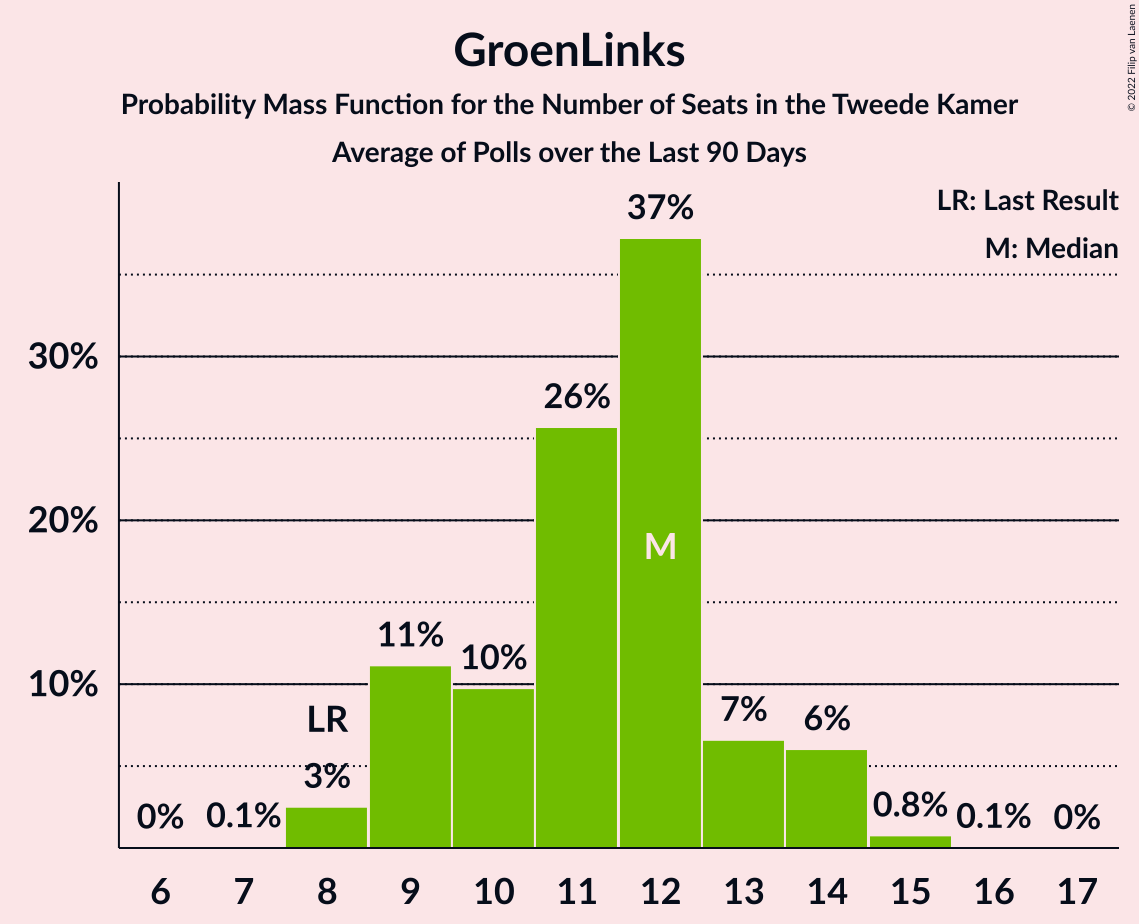 GroenLinks
Probability Mass Function for the Number of Seats in the Tweede Kamer
Average of Polls over the Last 90 Days
© 2022 Filip van Laenen
LR: Last Result
M: Median
30%
20%
10%
0%
0.1%
LR
3%
11%
10%
26%
37%
M
7%
6%
0.8%
0.1%
0%
6 7 8 9 10 11 12 13 14 15 16 17